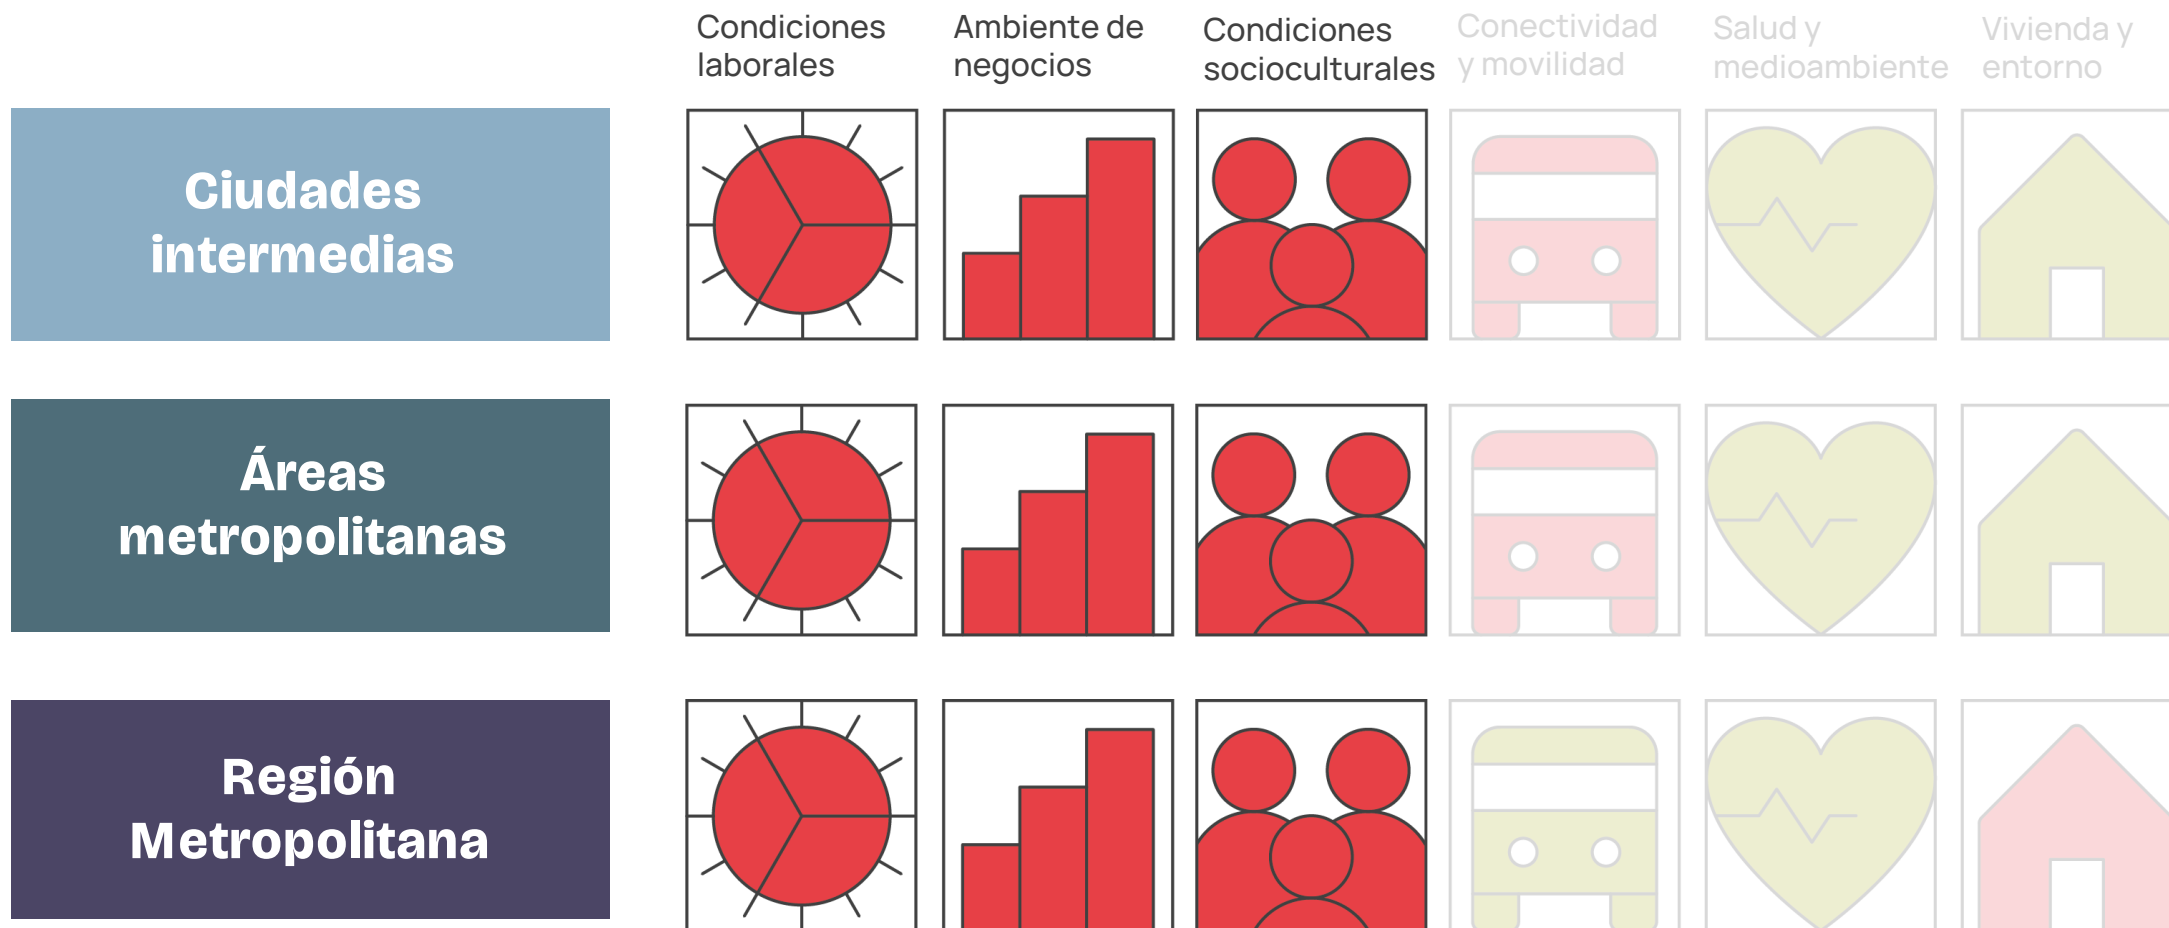 Condiciones
laborales
Ambiente de
negocios
Condiciones
socioculturales
Conectividad
y movilidad
Salud y
medioambiente
Vivienda y
entorno
Ciudades
intermedias
Áreas
metropolitanas
Región
Metropolitana